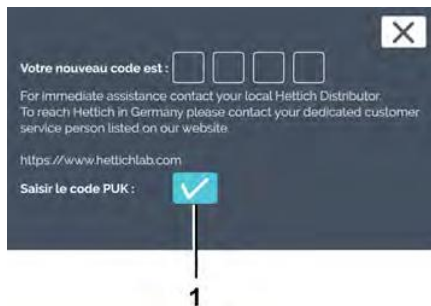 Votre nouveau code est :
For immediate assistance contact your local Hettich Distributor.
To reach Hettich in Germany please contact your dedicated customer
service person listed on our website.
https://www.hettichlab.com
Saisir le code PUK :
1